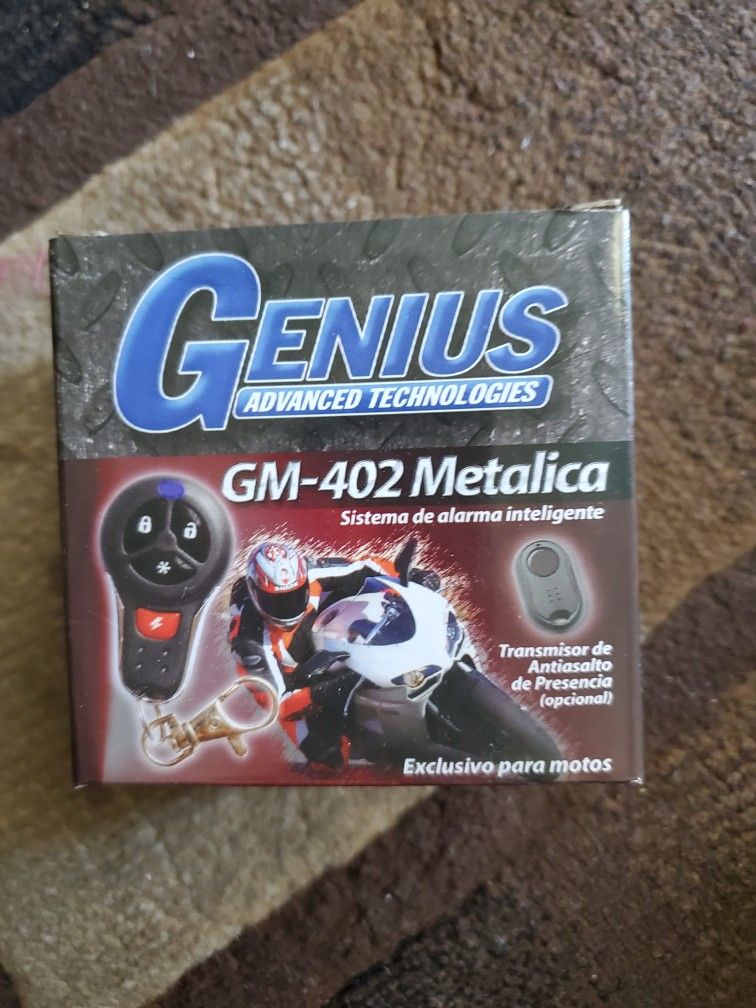 GENIUS
ADVANCED TECHNOLOGIES
GM-402 Metalica
Sistema de alarma inteligente
Transmisor de
Antiasalto
de Presencia
(opcional)
Exclusivo para motos